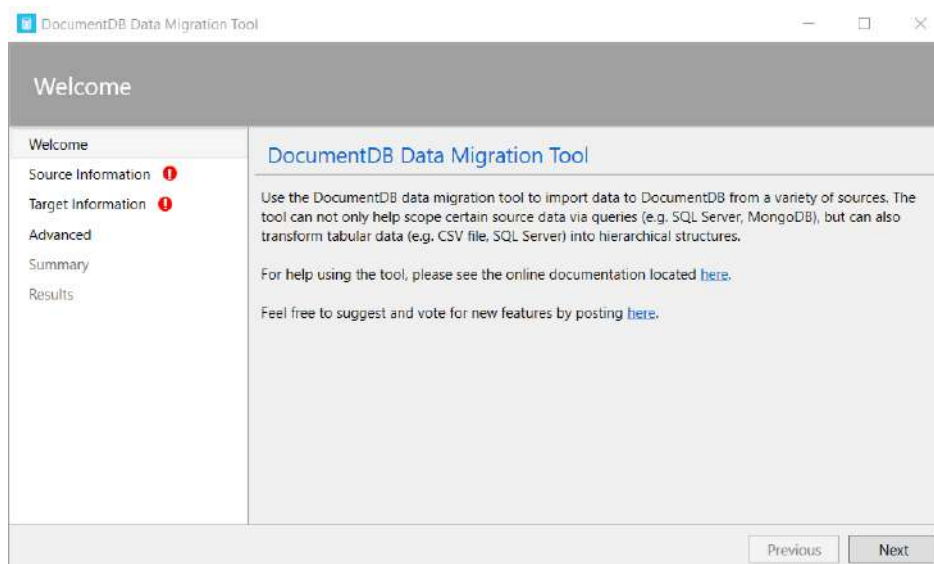 DocumentDB Data Migration Tool
Welcome
Welcome
Source Information
Target Information
Advanced
Summary
Results
DocumentDB Data Migration Tool
Use the DocumentDB data migration tool to import data to DocumentDB from a variety of sources. The
tool can not only help scope certain source data via queries (e.g. SQL Server, MongoDB), but can also
transform tabular data (e.g. CSV file, SQL Server) into hierarchical structures.
For help using the tool, please see the online documentation located here.
Feel free to suggest and vote for new features by posting here.
Previous
Next